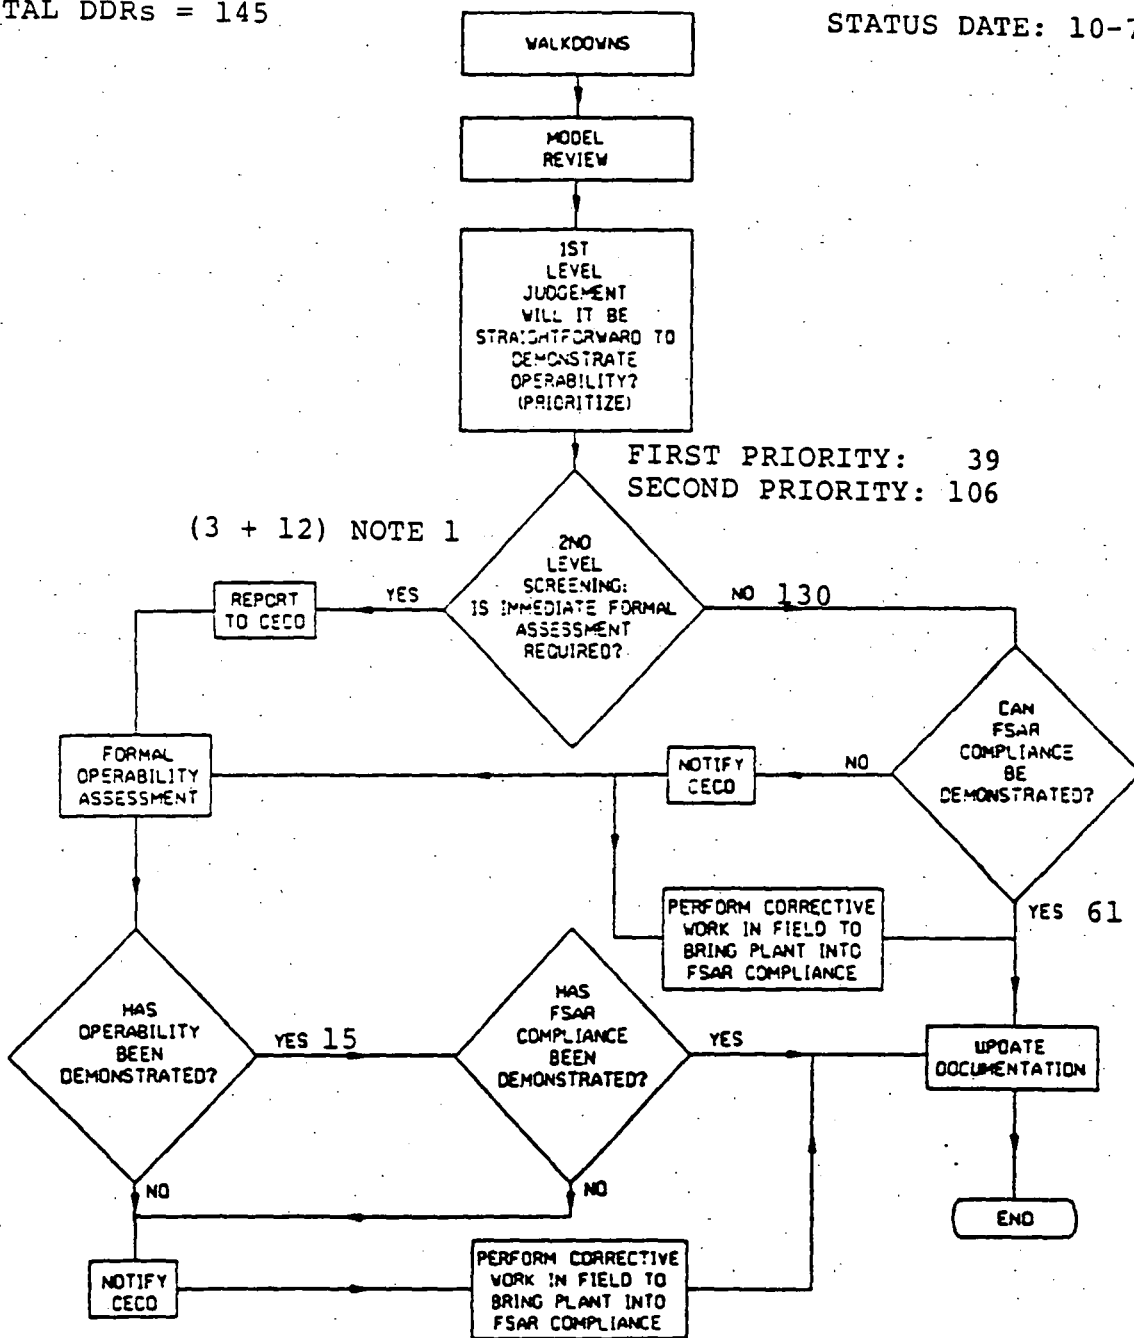 TAL DDRs = 145
STATUS DATE: 10-7
WALKDOWNS
MODEL
REVIEW
1ST
LEVEL
JUDGEMENT
WILL IT BE
STRAIGHTFORWARD TO
DEMONSTRATE
OPERABILITY?
(PRIORITIZE)
FIRST PRIORITY: 39
SECOND PRIORITY: 106
(3 + 12) NOTE 1
2ND
LEVEL
SCREENING:
IS IMMEDIATE FORMAL
ASSESSMENT
REQUIRED?
YES
REPORT
TO CECO
NO 130
CAN
FSAR
COMPLIANCE
BE
DEMONSTRATED?
NO
NOTIFY
CECO
FORMAL
OPERABILITY
ASSESSMENT
YES 61
PERFORM CORRECTIVE
WORK IN FIELD TO
BRING PLANT INTO
FSAR COMPLIANCE
HAS
OPERABILITY
BEEN
DEMONSTRATED?
YES 15
HAS
FSAR
COMPLIANCE
BEEN
DEMONSTRATED?
YES
UPDATE
DOCUMENTATION
NO
NO
END
NOTIFY
CECO
PERFORM CORRECTIVE
WORK IN FIELD TO
BRING PLANT INTO
FSAR COMPLIANCE